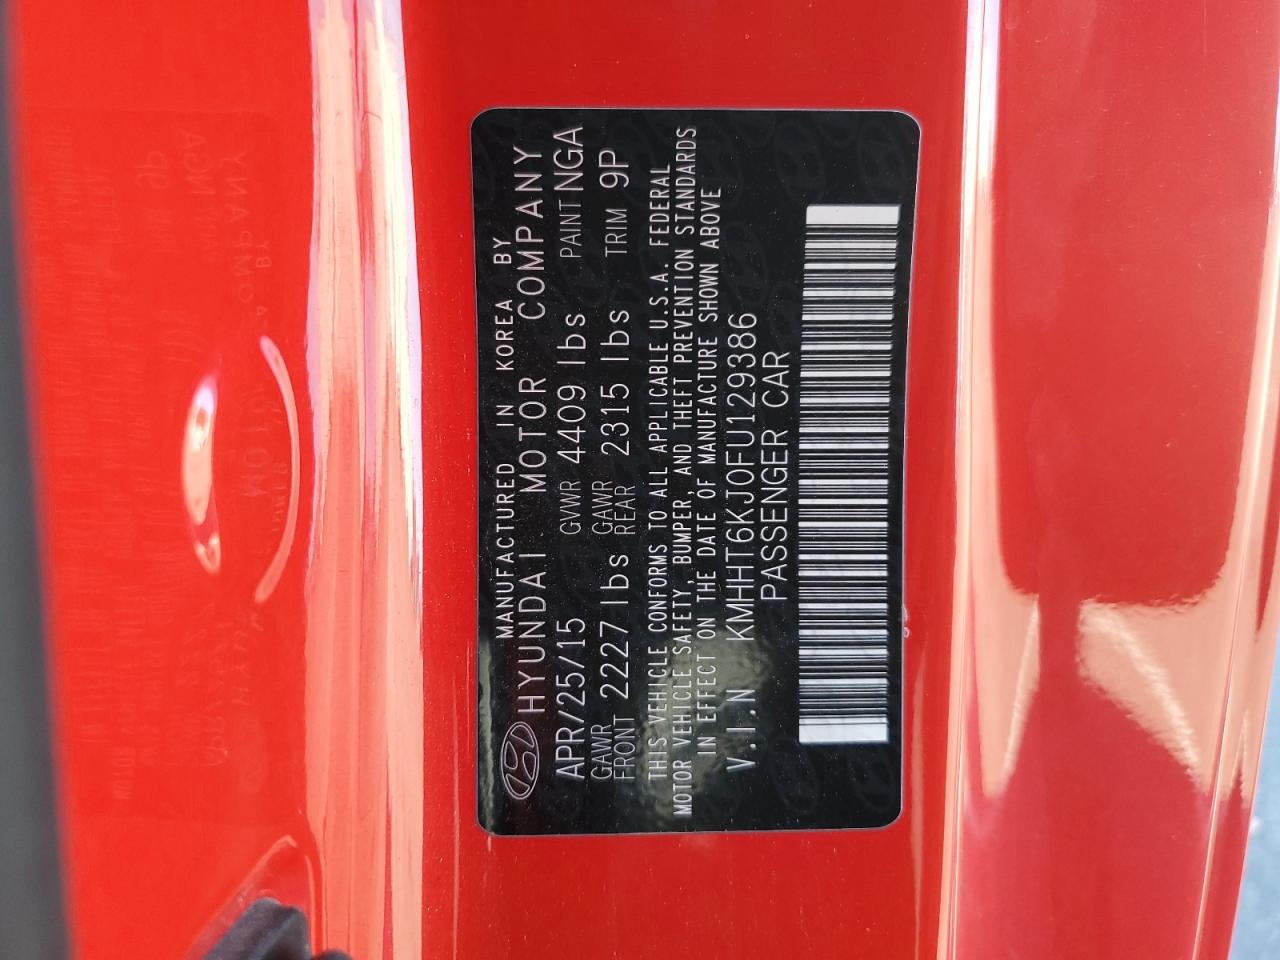 MANUFACTURED IN KOREA BY
HYUNDAI MOTOR COMPANY
APR/25/15 GVWR 4409 lbs PAINT NGA
GAWR FRONT 2227 lbs GAWR REAR 2315 lbs TRIM 9P
THIS VEHICLE CONFORMS TO ALL APPLICABLE U.S.A. FEDERAL
MOTOR VEHICLE SAFETY, BUMPER, AND THEFT PREVENTION STANDARDS
IN EFFECT ON THE DATE OF MANUFACTURE SHOWN ABOVE
V.I.N KMHHT6KJ0FU129386
PASSENGER CAR